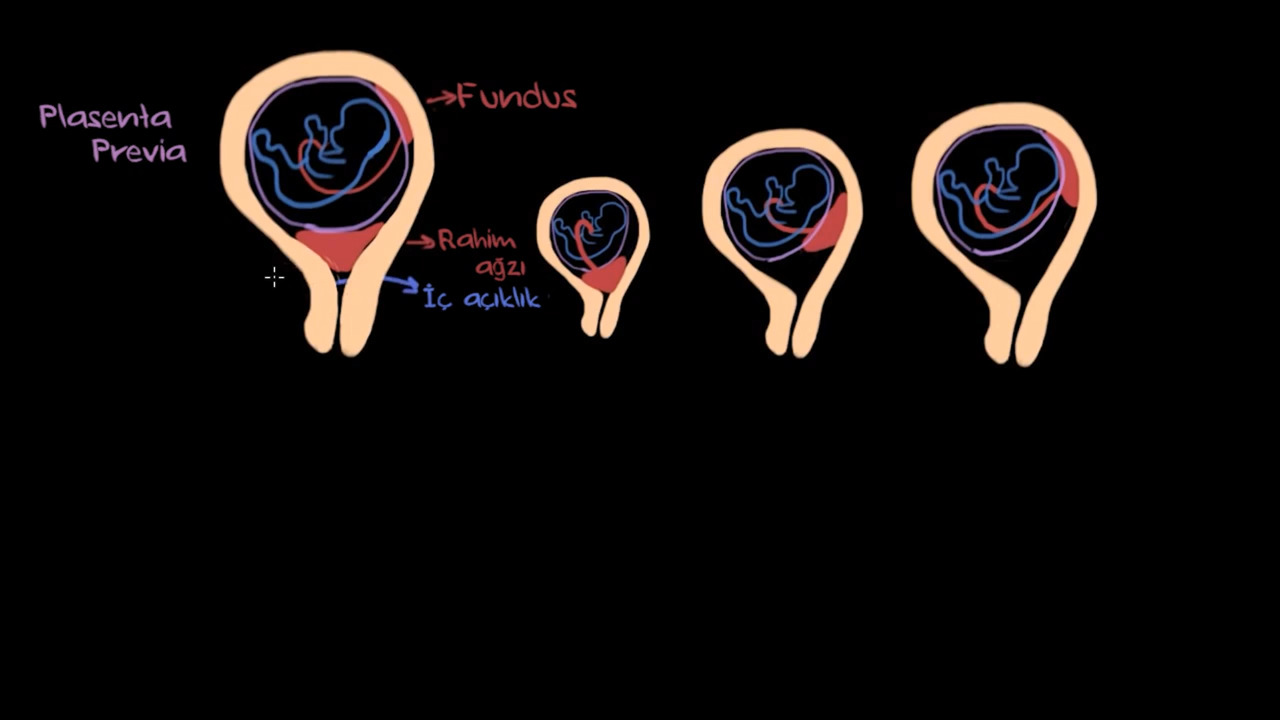 Plasenta
Previa
Fundus
Rahim
ağzı
İç açıklık